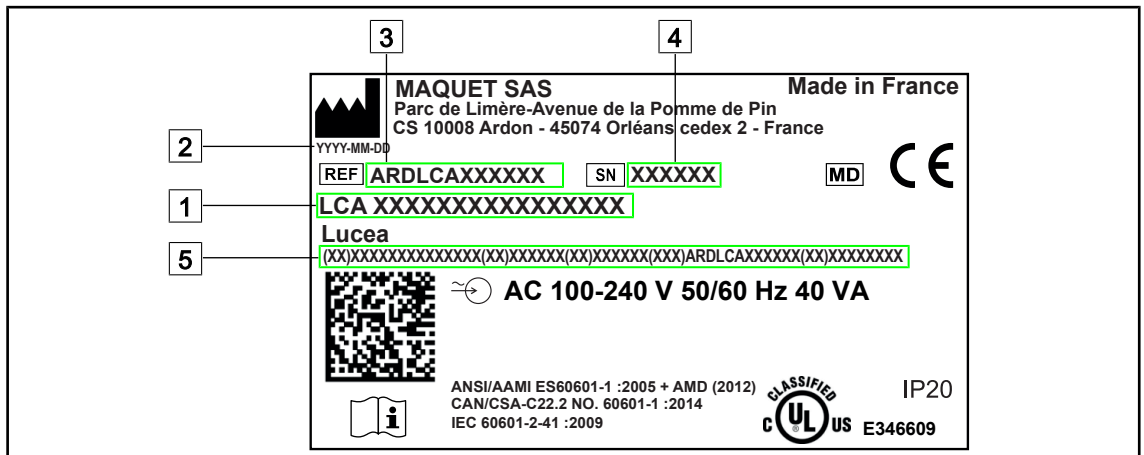 3 4
MAQUET SAS Made in France
Parc de Limère-Avenue de la Pomme de Pin
CS 10008 Ardon - 45074 Orléans cedex 2 - France
2 YYYY-MM-DD
REF ARDLCAXXXXXX SN XXXXXX MD CE
1 LCA XXXXXXXXXXXXXXXX
Lucea
5 (XX)XXXXXXXXXXXXXX(XX)XXXXXX(XX)XXXXXX(XXX)ARDLCAXXXXXX(XX)XXXXXXXX
AC 100-240 V 50/60 Hz 40 VA
ANSI/AAMI ES60601-1 :2005 + AMD (2012)
CAN/CSA-C22.2 NO. 60601-1 :2014
IEC 60601-2-41 :2009
CLASSIFIED
C UL ® US E346609
IP20